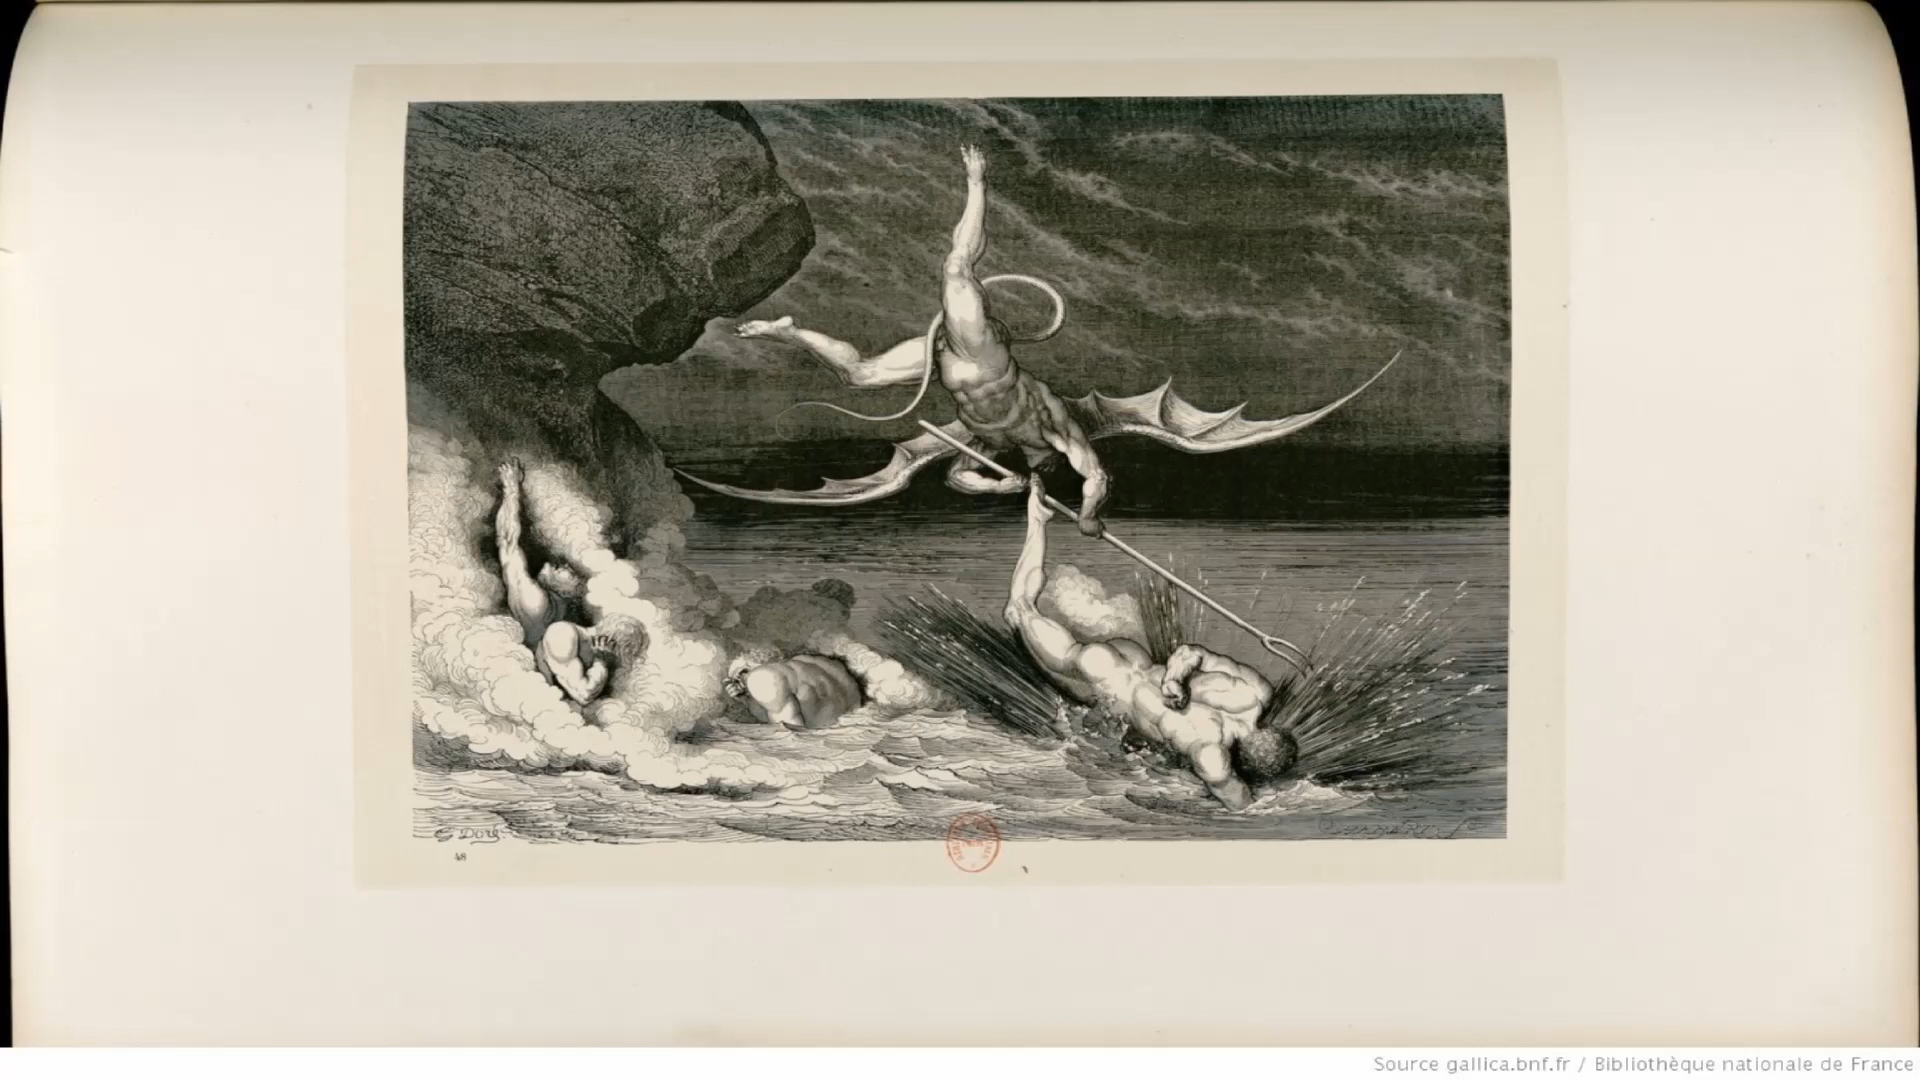 G Doré
48
Source gallica.bnf.fr / Bibliothèque nationale de France